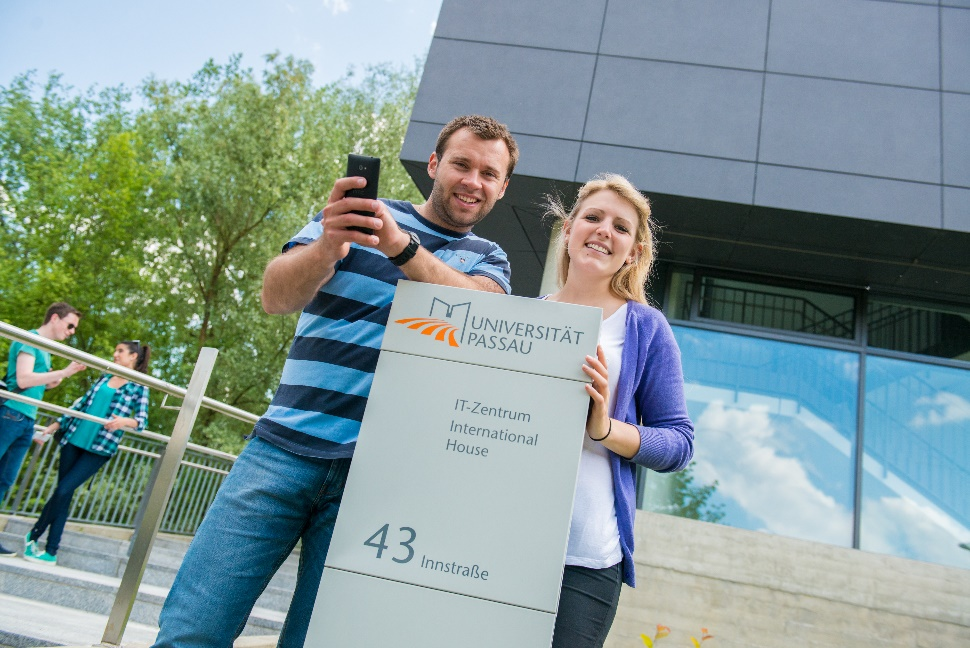 UNIVERSITÄT
PASSAU
IT-Zentrum
International
House
43 Innstraße